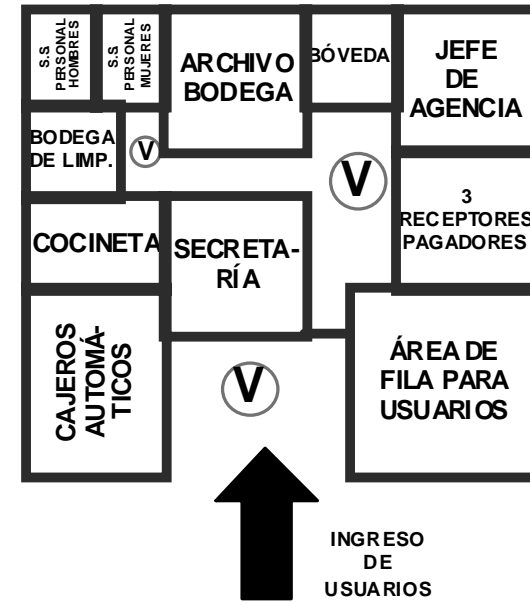 S.S.
PERSONAL
HOMBRES
S.S.
PERSONAL
MUJERES
ARCHIVO
BODEGA
BÓVEDA
JEFE
DE
AGENCIA
BODEGA
DE LIMP.
V
V
3
RECEPTORES
PAGADORES
COCINETA
SECRETA-
RÍA
CAJEROS
AUTOMÁ-
TICOS
V
ÁREA DE
FILA PARA
USUARIOS
INGRESO
DE
USUARIOS